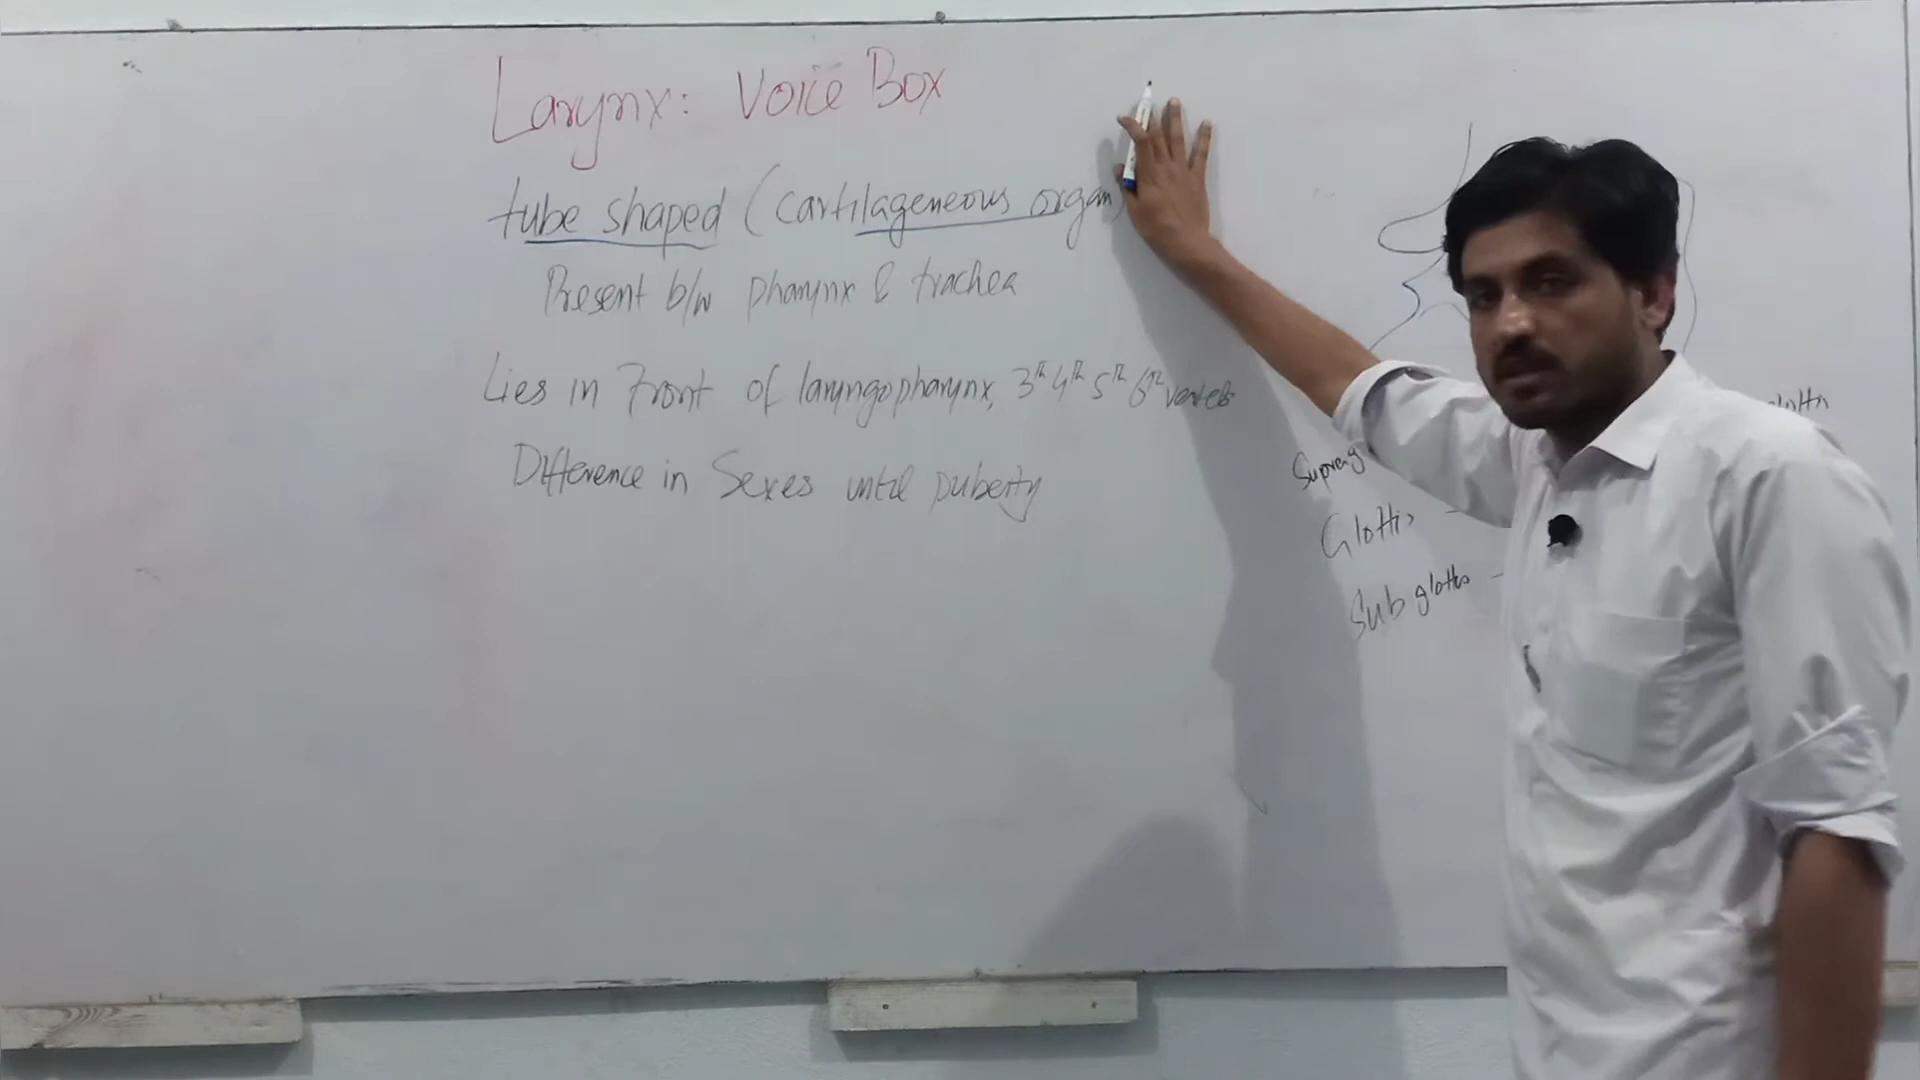 Larynx: Voice Box
tube shaped (cartilageneous organ)
Present b/w pharynx & trachea
Lies in Front of laryngopharynx, 3rd 4th 5th 6th
Difference in Sexes until puberty
Glottis
Sub glottis